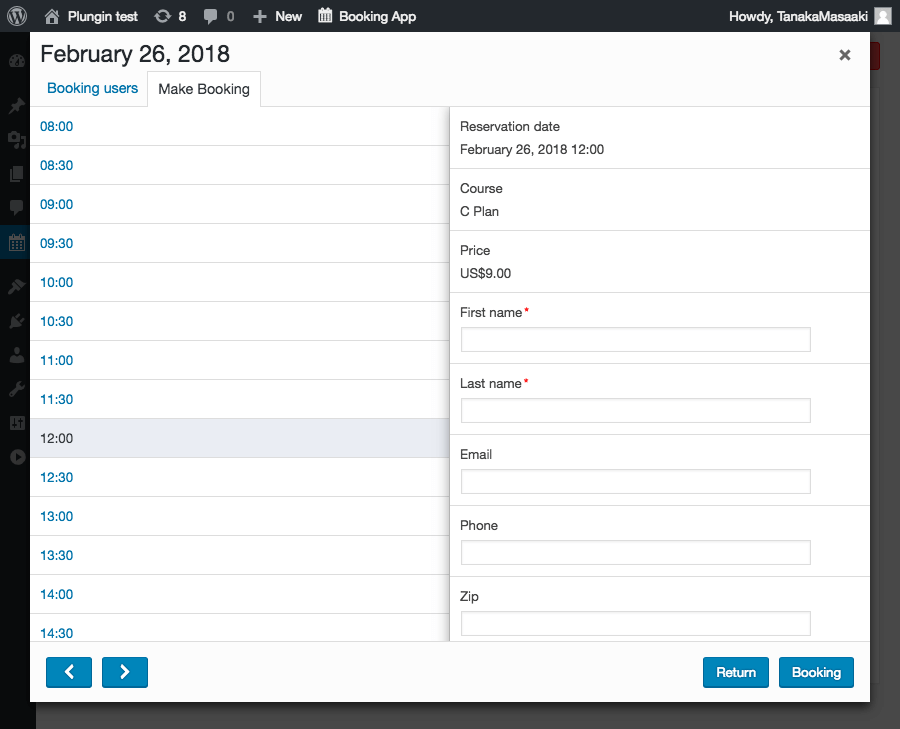 Plungin test 8 0 New Booking App Howdy, TanakaMasaaki
February 26, 2018
Booking users Make Booking
08:00
08:30
09:00
09:30
10:00
10:30
11:00
11:30
12:00
12:30
13:00
13:30
14:00
14:30
Reservation date
February 26, 2018 12:00
Course
C Plan
Price
US$9.00
First name*
Last name*
Email
Phone
Zip
Return Booking